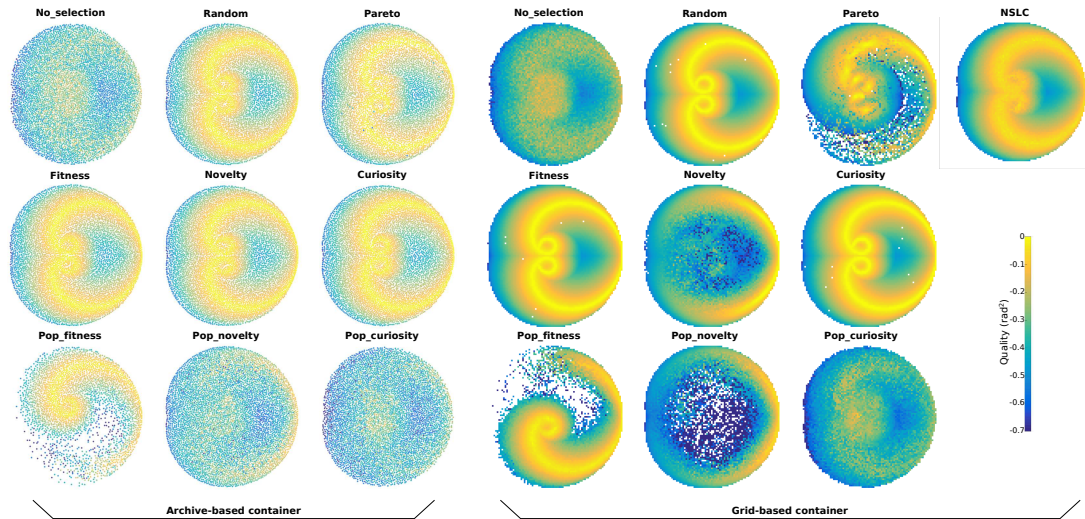 No_selection Random Pareto No_selection Random Pareto NSLC
Fitness Novelty Curiosity Fitness Novelty Curiosity
0
-0.1
-0.2
-0.3
-0.4
-0.5
-0.6
-0.7
Quality (rad²)
Pop_fitness Pop_novelty Pop_curiosity Pop_fitness Pop_novelty Pop_curiosity
Archive-based container Grid-based container